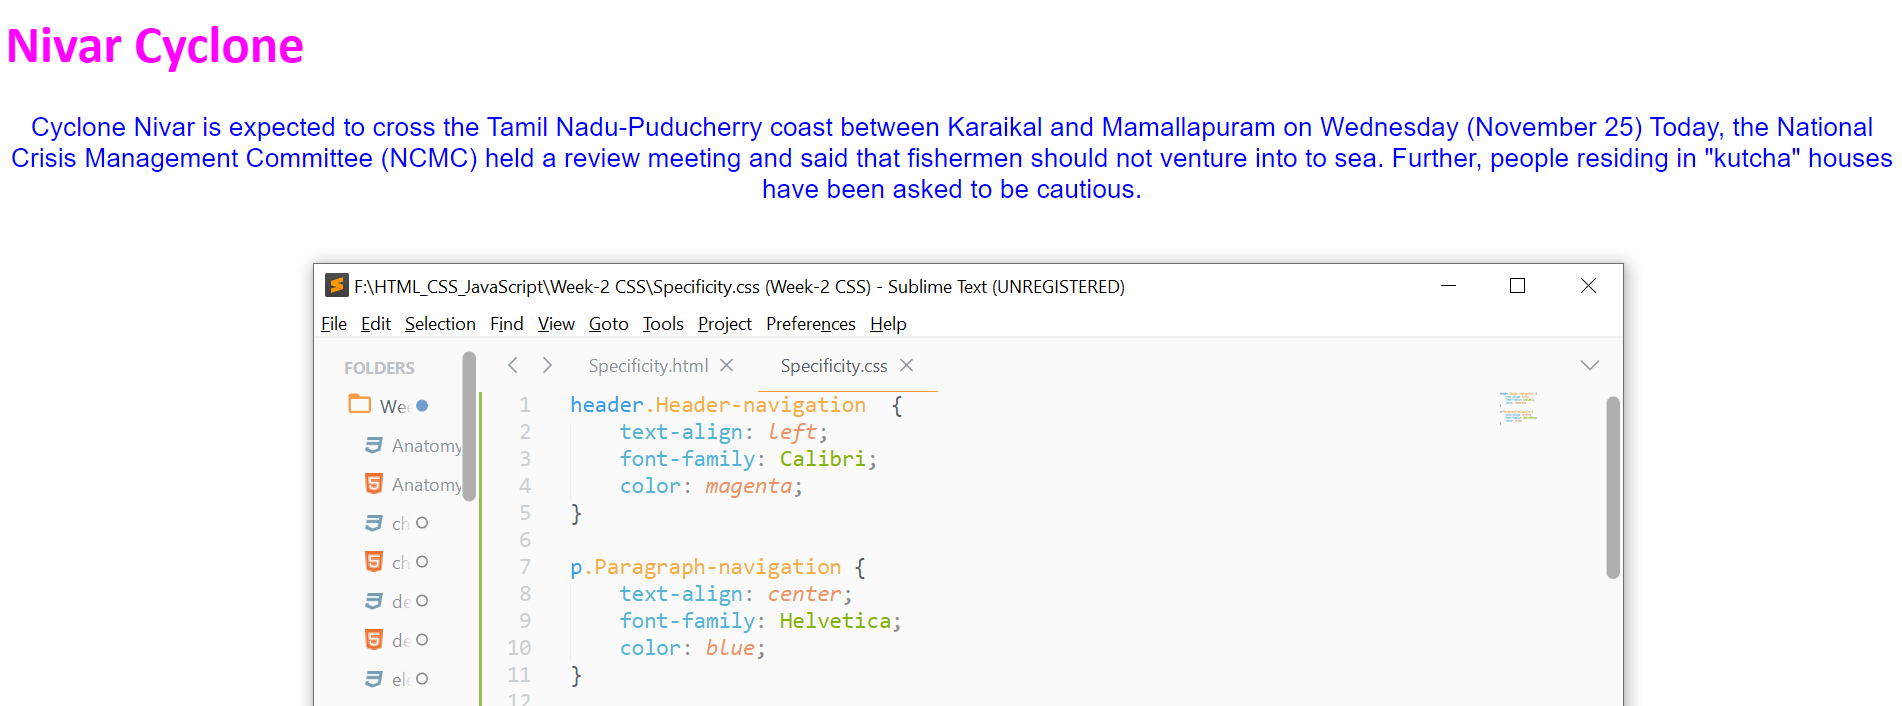 Nivar Cyclone
Cyclone Nivar is expected to cross the Tamil Nadu-Puducherry coast between Karaikal and Mamallapuram on Wednesday (November 25) Today, the National
Crisis Management Committee (NCMC) held a review meeting and said that fishermen should not venture into to sea. Further, people residing in "kutcha" houses
have been asked to be cautious.
F:\HTML_CSS_JavaScript\Week-2 CSS\Specificity.css (Week-2 CSS) - Sublime Text (UNREGISTERED)
File Edit Selection Find View Goto Tools Project Preferences Help
FOLDERS
Specificity.html Specificity.css
Anatomy
Anatomy
ch
ch
de
de
1 header.Header-navigation {
2 text-align: left;
3 font-family: Calibri;
4 color: magenta;
5 }
6
7 p.Paragraph-navigation {
8 text-align: center;
9 font-family: Helvetica;
10 color: blue;
11 }
12